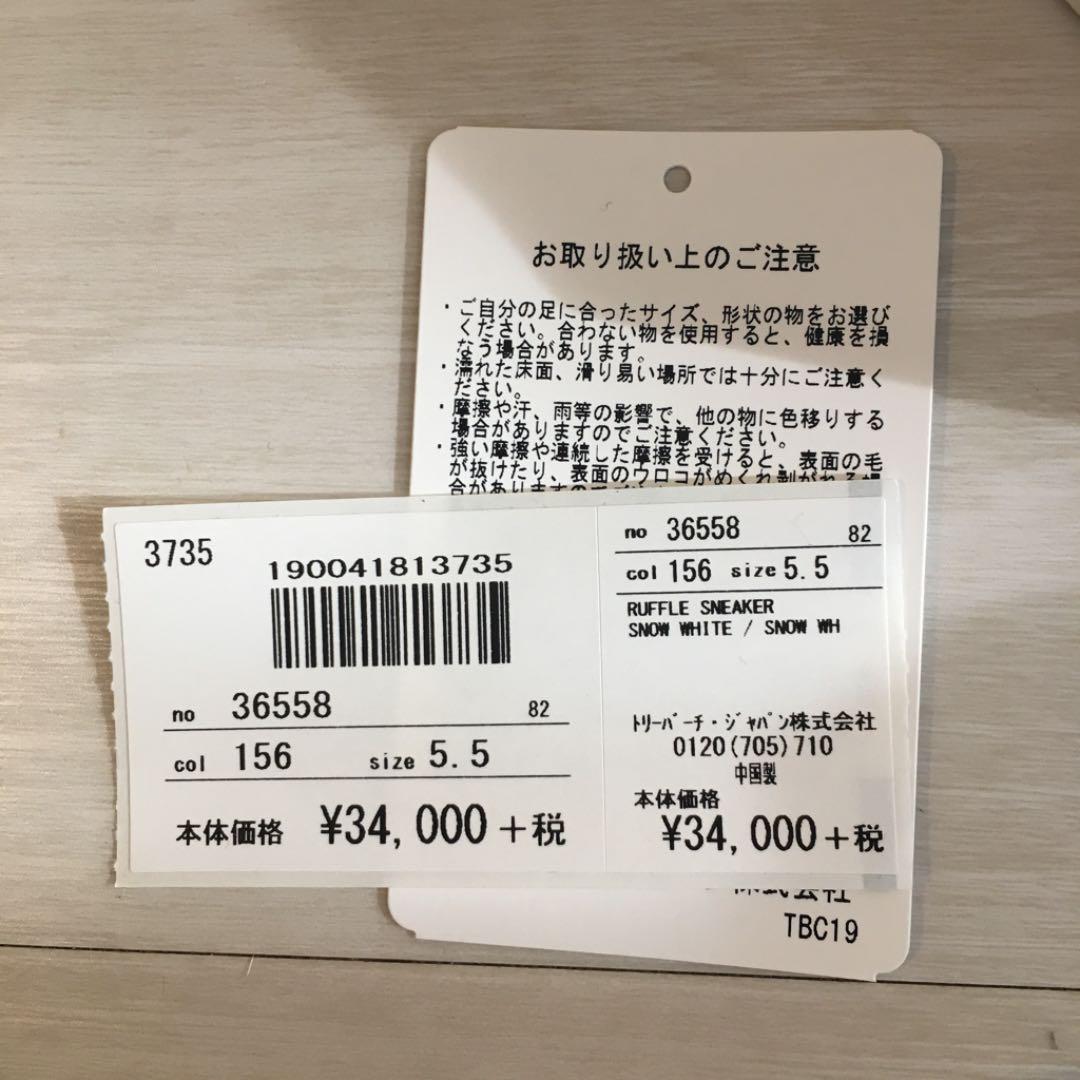 お取り扱い上のご注意
・ご自分の足に合ったサイズ、形状の物をお選び
ください。合わない物を使用すると、健康を損
なう場合があります。
・濡れた床面、滑り易い場所では十分にご注意く
ださい。
・摩擦や汗、雨等の影響で、他の物に色移りする
場合がありますのでご注意ください。
・強い摩擦や連続した摩擦を受けると、表面の毛
が抜けたり、表面のウロコがめくれ剥がれる場
合がありますので
3735
190041813735
no 36558 82
col 156 size 5.5
本体価格 ¥34,000+税
no 36558 82
col 156 size 5.5
RUFFLE SNEAKER
SNOW WHITE / SNOW WH
トリーバーチ・ジャパン株式会社
0120(705)710
中国製
本体価格
¥34,000+税
株式会社
TBC19